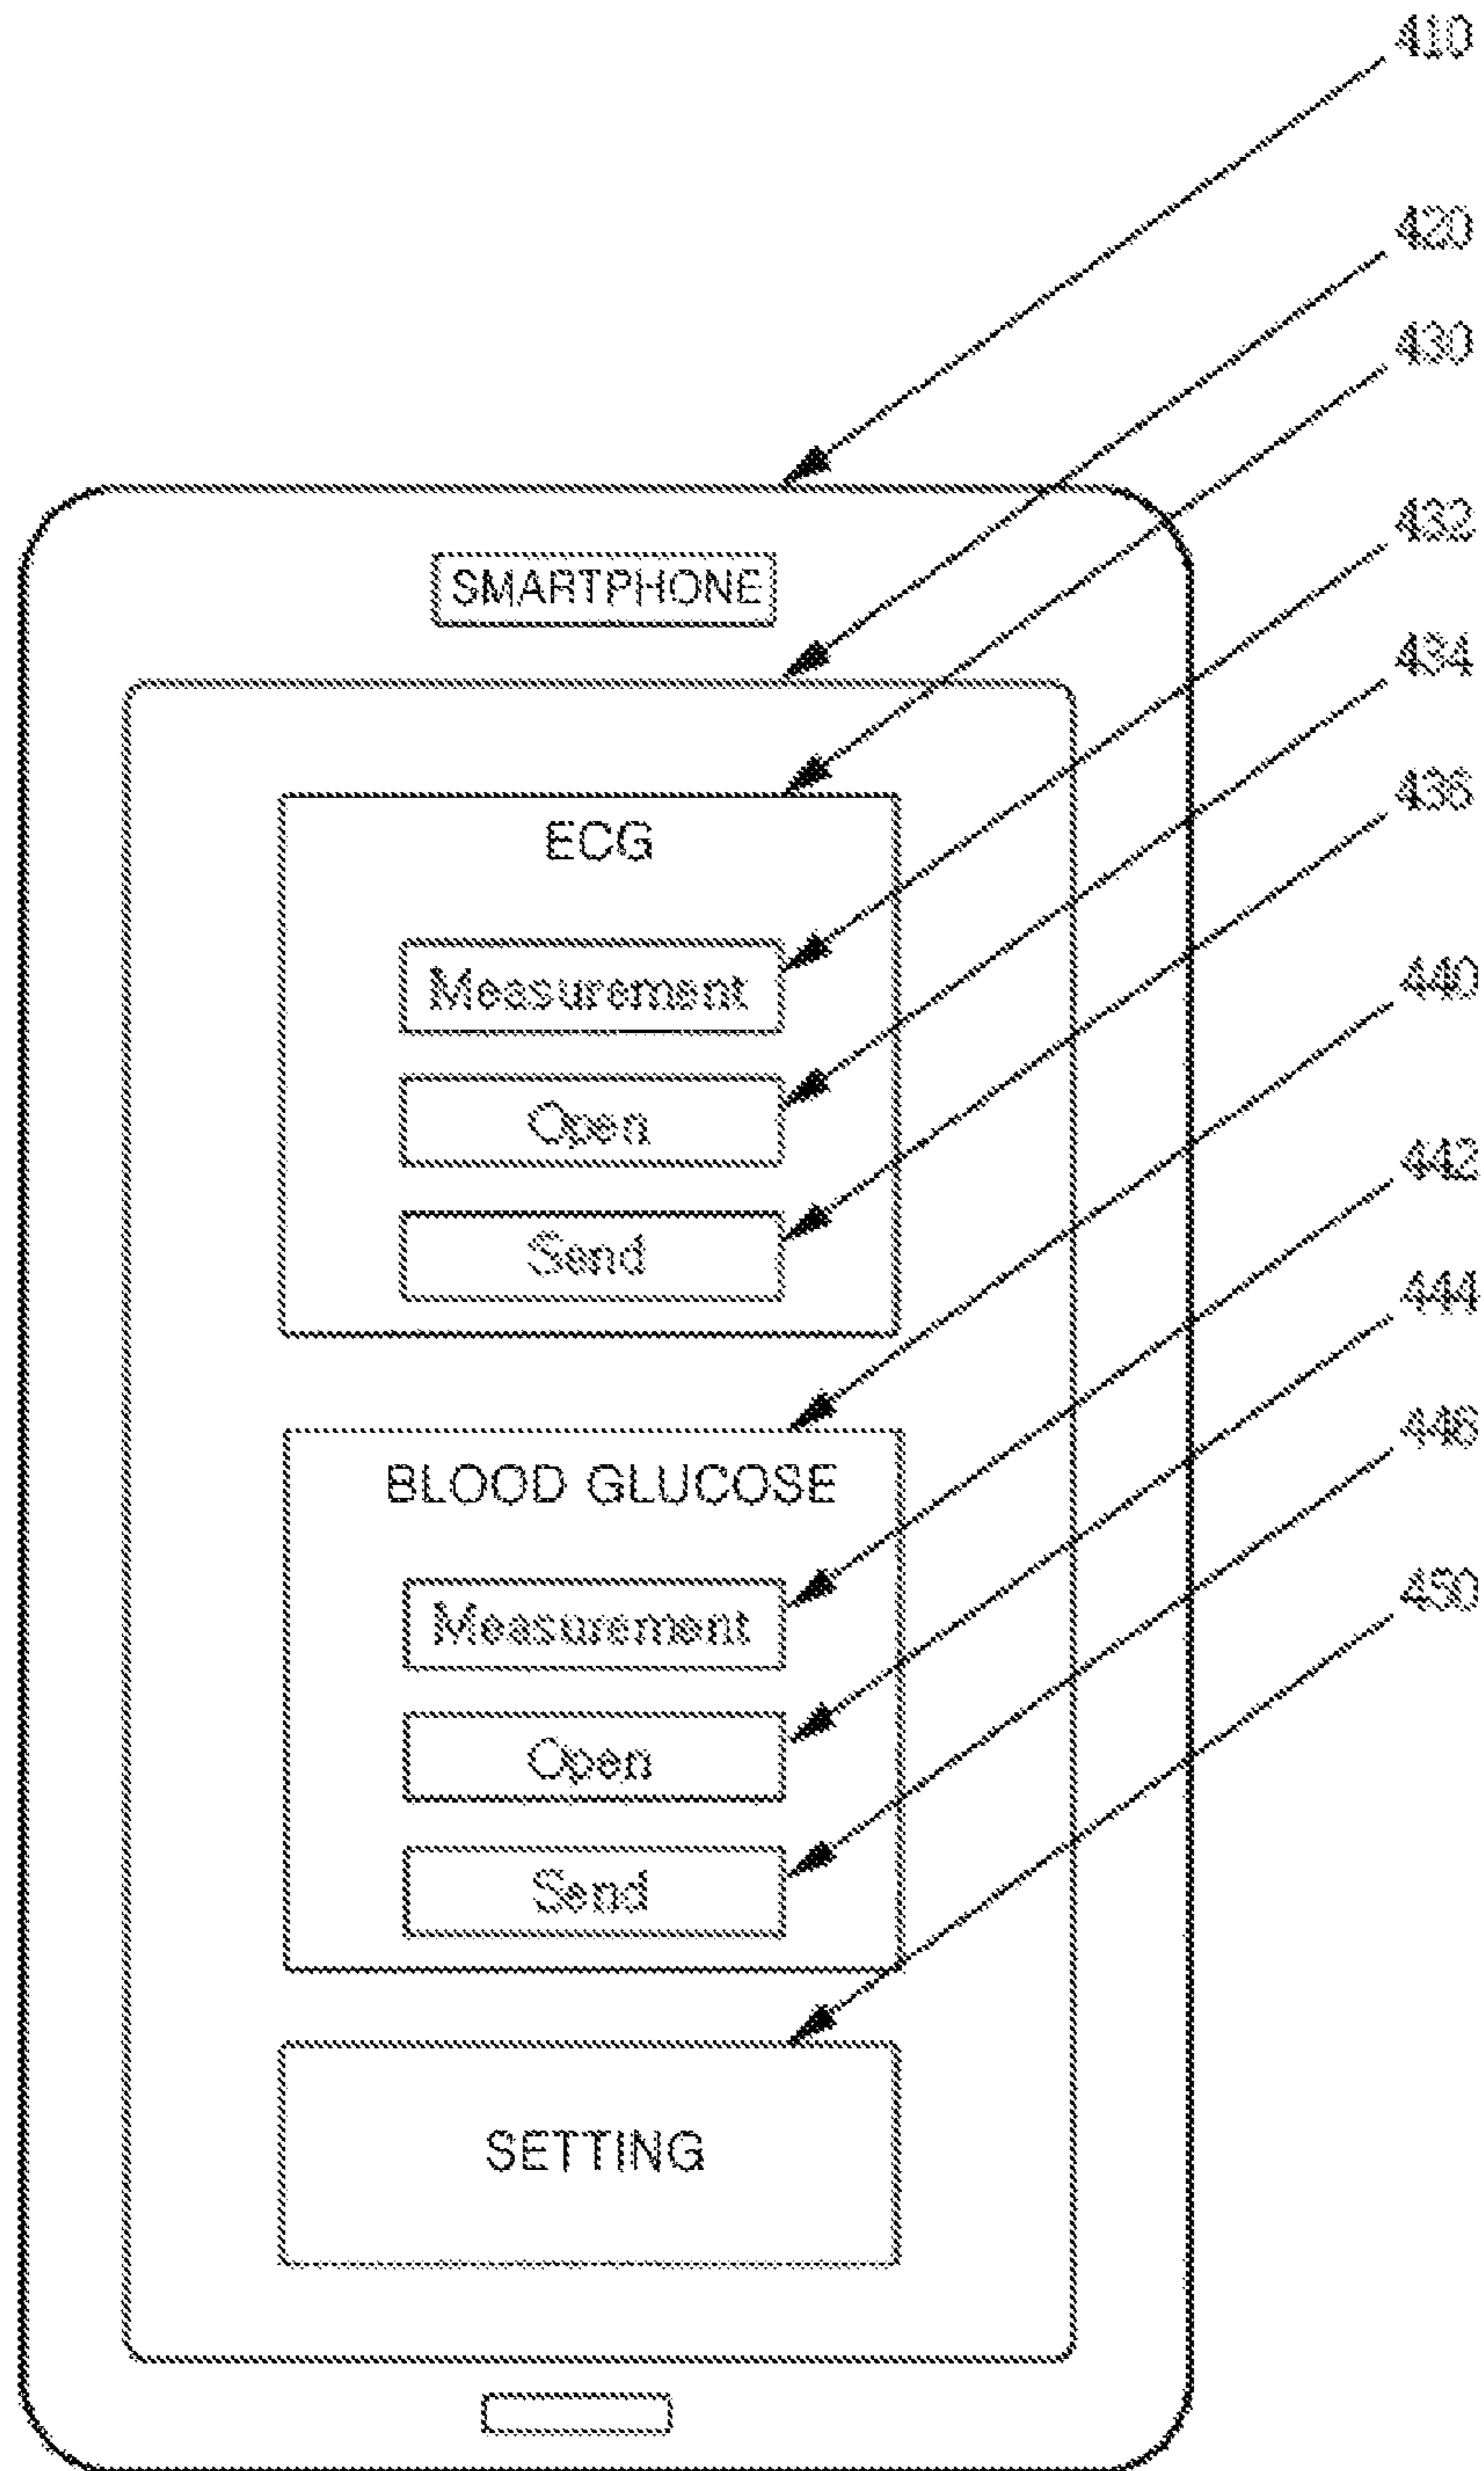 410
420
430
432
434
436
440
442
444
446
450
SMARTPHONE
ECG
Measurement
Open
Send
BLOOD GLUCOSE
Measurement
Open
Send
SETTING